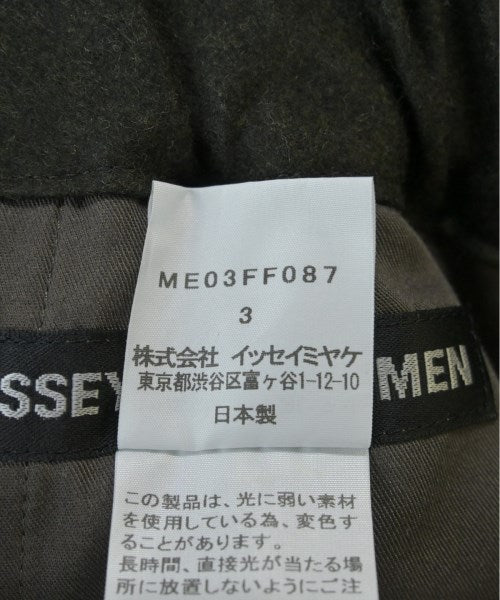 ME03FF087
3
株式会社 イッセイミヤケ
東京都渋谷区富ヶ谷1-12-10
日本製
SSEY MEN
この製品は、光に弱い素材
を使用している為、変色す
ることがあります。
長時間、直接光が当たる場
所に放置しないようにご注